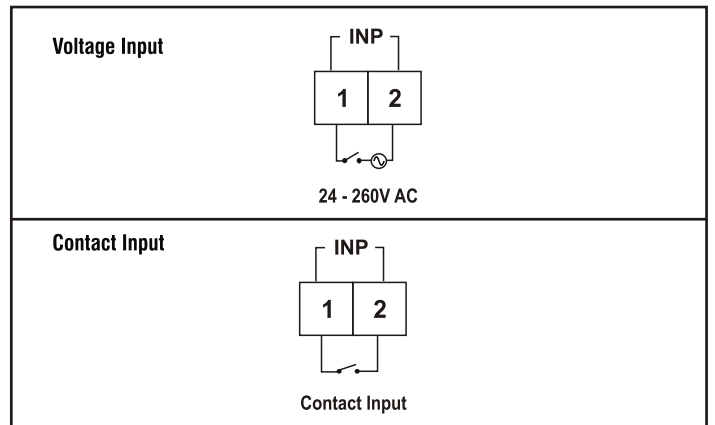 Voltage Input
INP
1 2
24 - 260V AC
Contact Input
INP
1 2
Contact Input